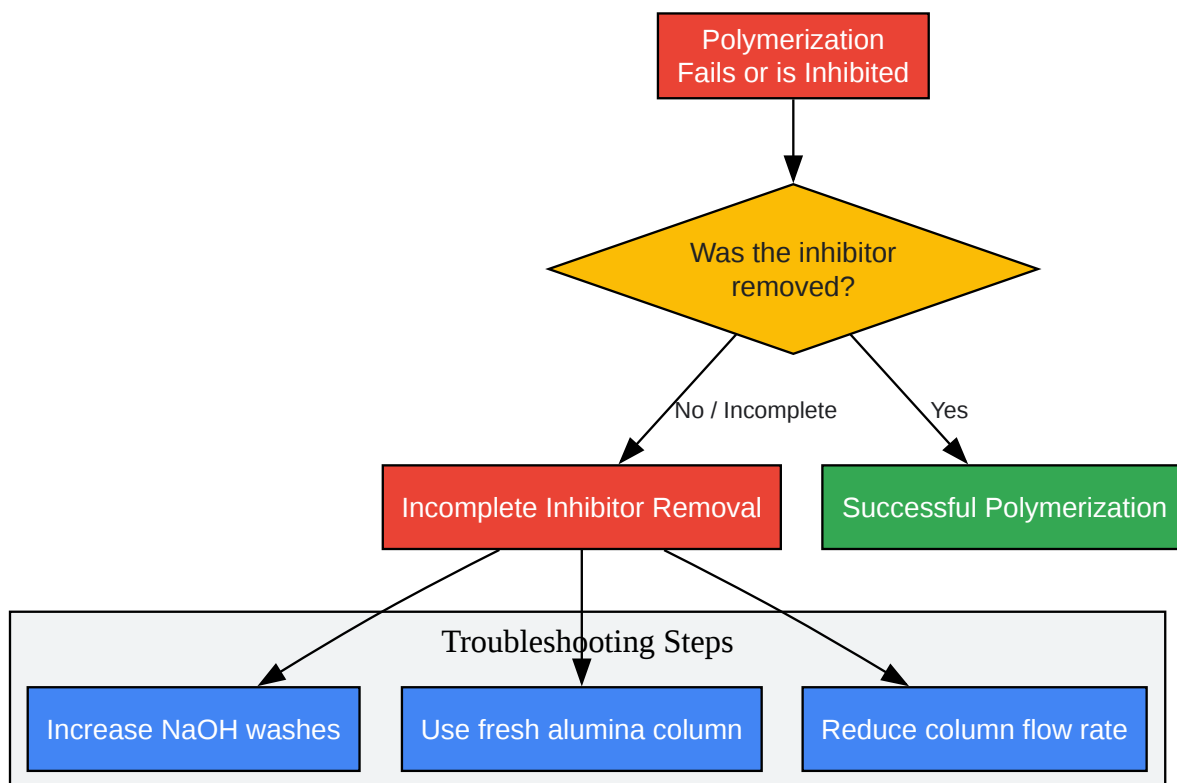 Polymerization
Fails or is Inhibited
Was the inhibitor
removed?
No / Incomplete
Yes
Incomplete Inhibitor Removal
Successful Polymerization
Troubleshooting Steps
Increase NaOH washes
Use fresh alumina column
Reduce column flow rate